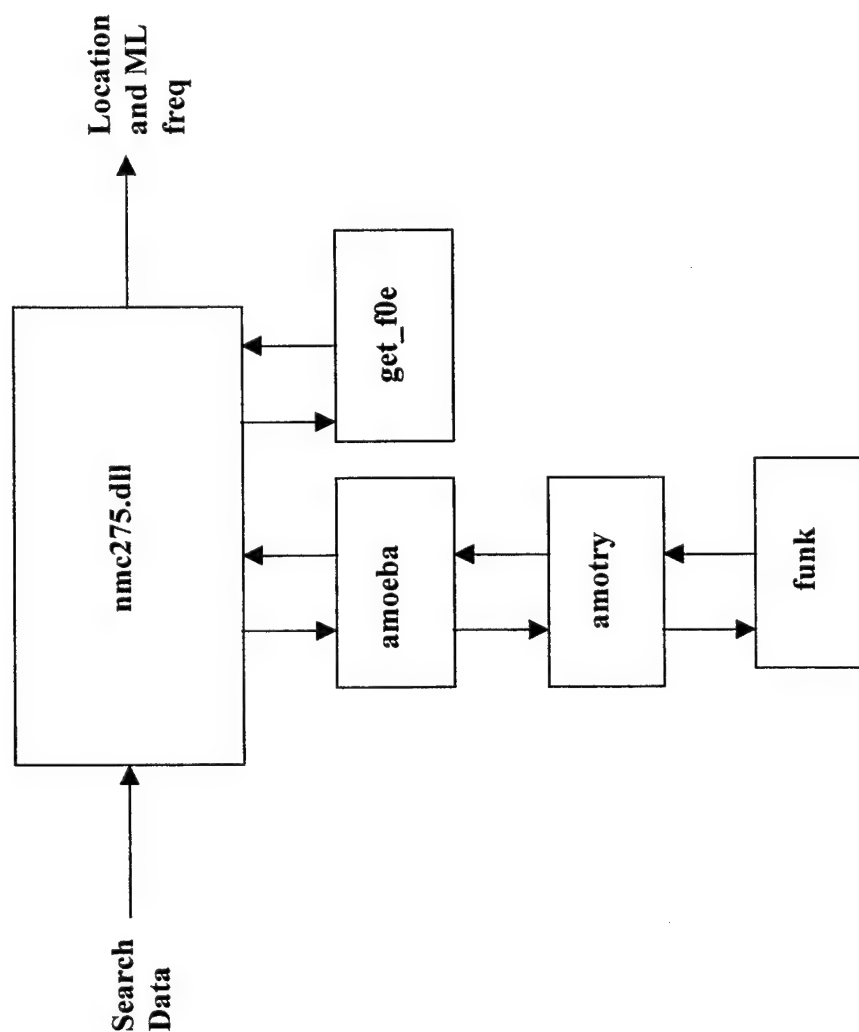 Search
Data
nmc275.dll
Location
and ML
freq
amoeba
get_f0e
amotry
funk